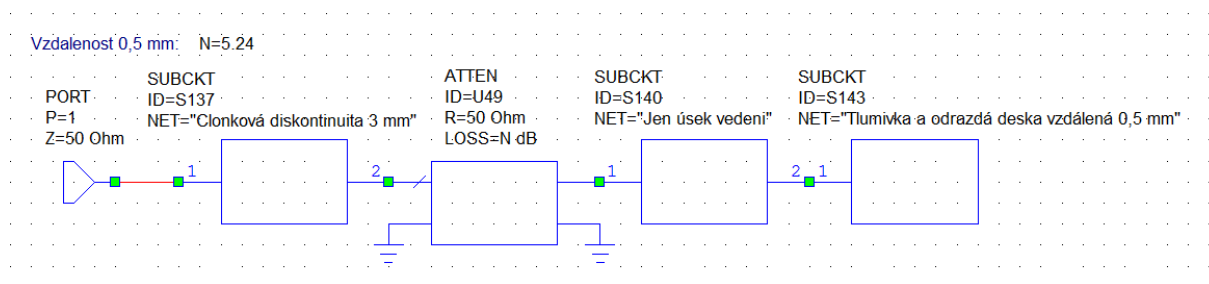 Vzdalenost 0,5 mm: N=5.24
PORT
P=1
Z=50 Ohm
SUBCKT
ID=S137
NET="Clonková diskontinuita 3 mm"
ATTEN
ID=U49
R=50 Ohm
LOSS=N dB
SUBCKT
ID=S140
NET="Jen úsek vedeni"
SUBCKT
ID=S143
NET="Tlumivka a odrazdá deska vzdálená 0,5 mm"
1
2
1
2
1